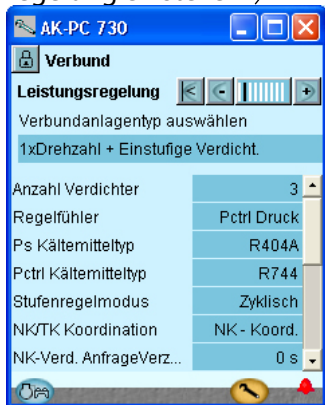 AK-PC 730
Verbund
Leistungsregelung
Verbundanlagentyp auswählen
1xDrehzahl + Einstufige Verdicht.
Anzahl Verdichter 3
Regelfühler Pctrl Druck
Ps Kältemitteltyp R404A
Pctrl Kältemitteltyp R744
Stufenregelmodus Zyklisch
NK/TK Koordination NK - Koord.
NK-Verd. AnfrageVerz... 0 s